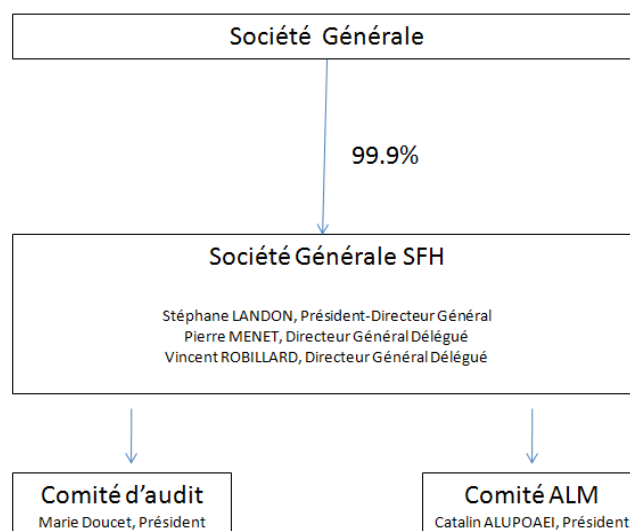 Société Générale
99.9%
Société Générale SFH
Stéphane LANDON, Président-Directeur Général
Pierre MENET, Directeur Général Délégué
Vincent ROBILLARD, Directeur Général Délégué
Comité d'audit
Marie Doucet, Président
Comité ALM
Catalin ALUPOAEI, Président